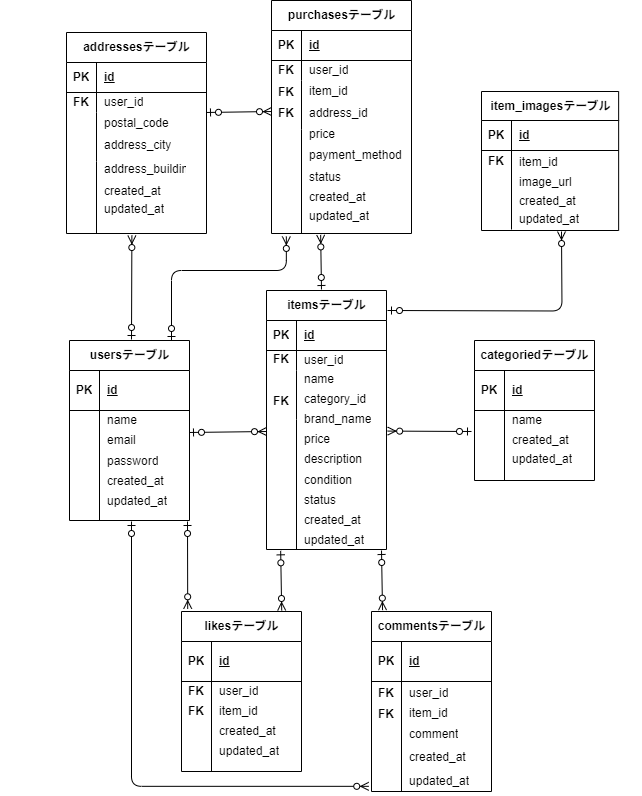 purchasesテーブル
PK id
FK user_id
FK item_id
FK address_id
price
payment_method
status
created_at
updated_at
addressesテーブル
PK id
FK user_id
postal_code
address_city
address_buildin
created_at
updated_at
item_imagesテーブル
PK id
FK item_id
image_url
created_at
updated_at
itemsテーブル
PK id
FK user_id
name
FK category_id
brand_name
price
description
condition
status
created_at
updated_at
usersテーブル
PK id
name
email
password
created_at
updated_at
categoriedテーブル
PK id
name
created_at
updated_at
likesテーブル
PK id
FK user_id
FK item_id
created_at
updated_at
commentsテーブル
PK id
FK user_id
FK item_id
comment
created_at
updated_at